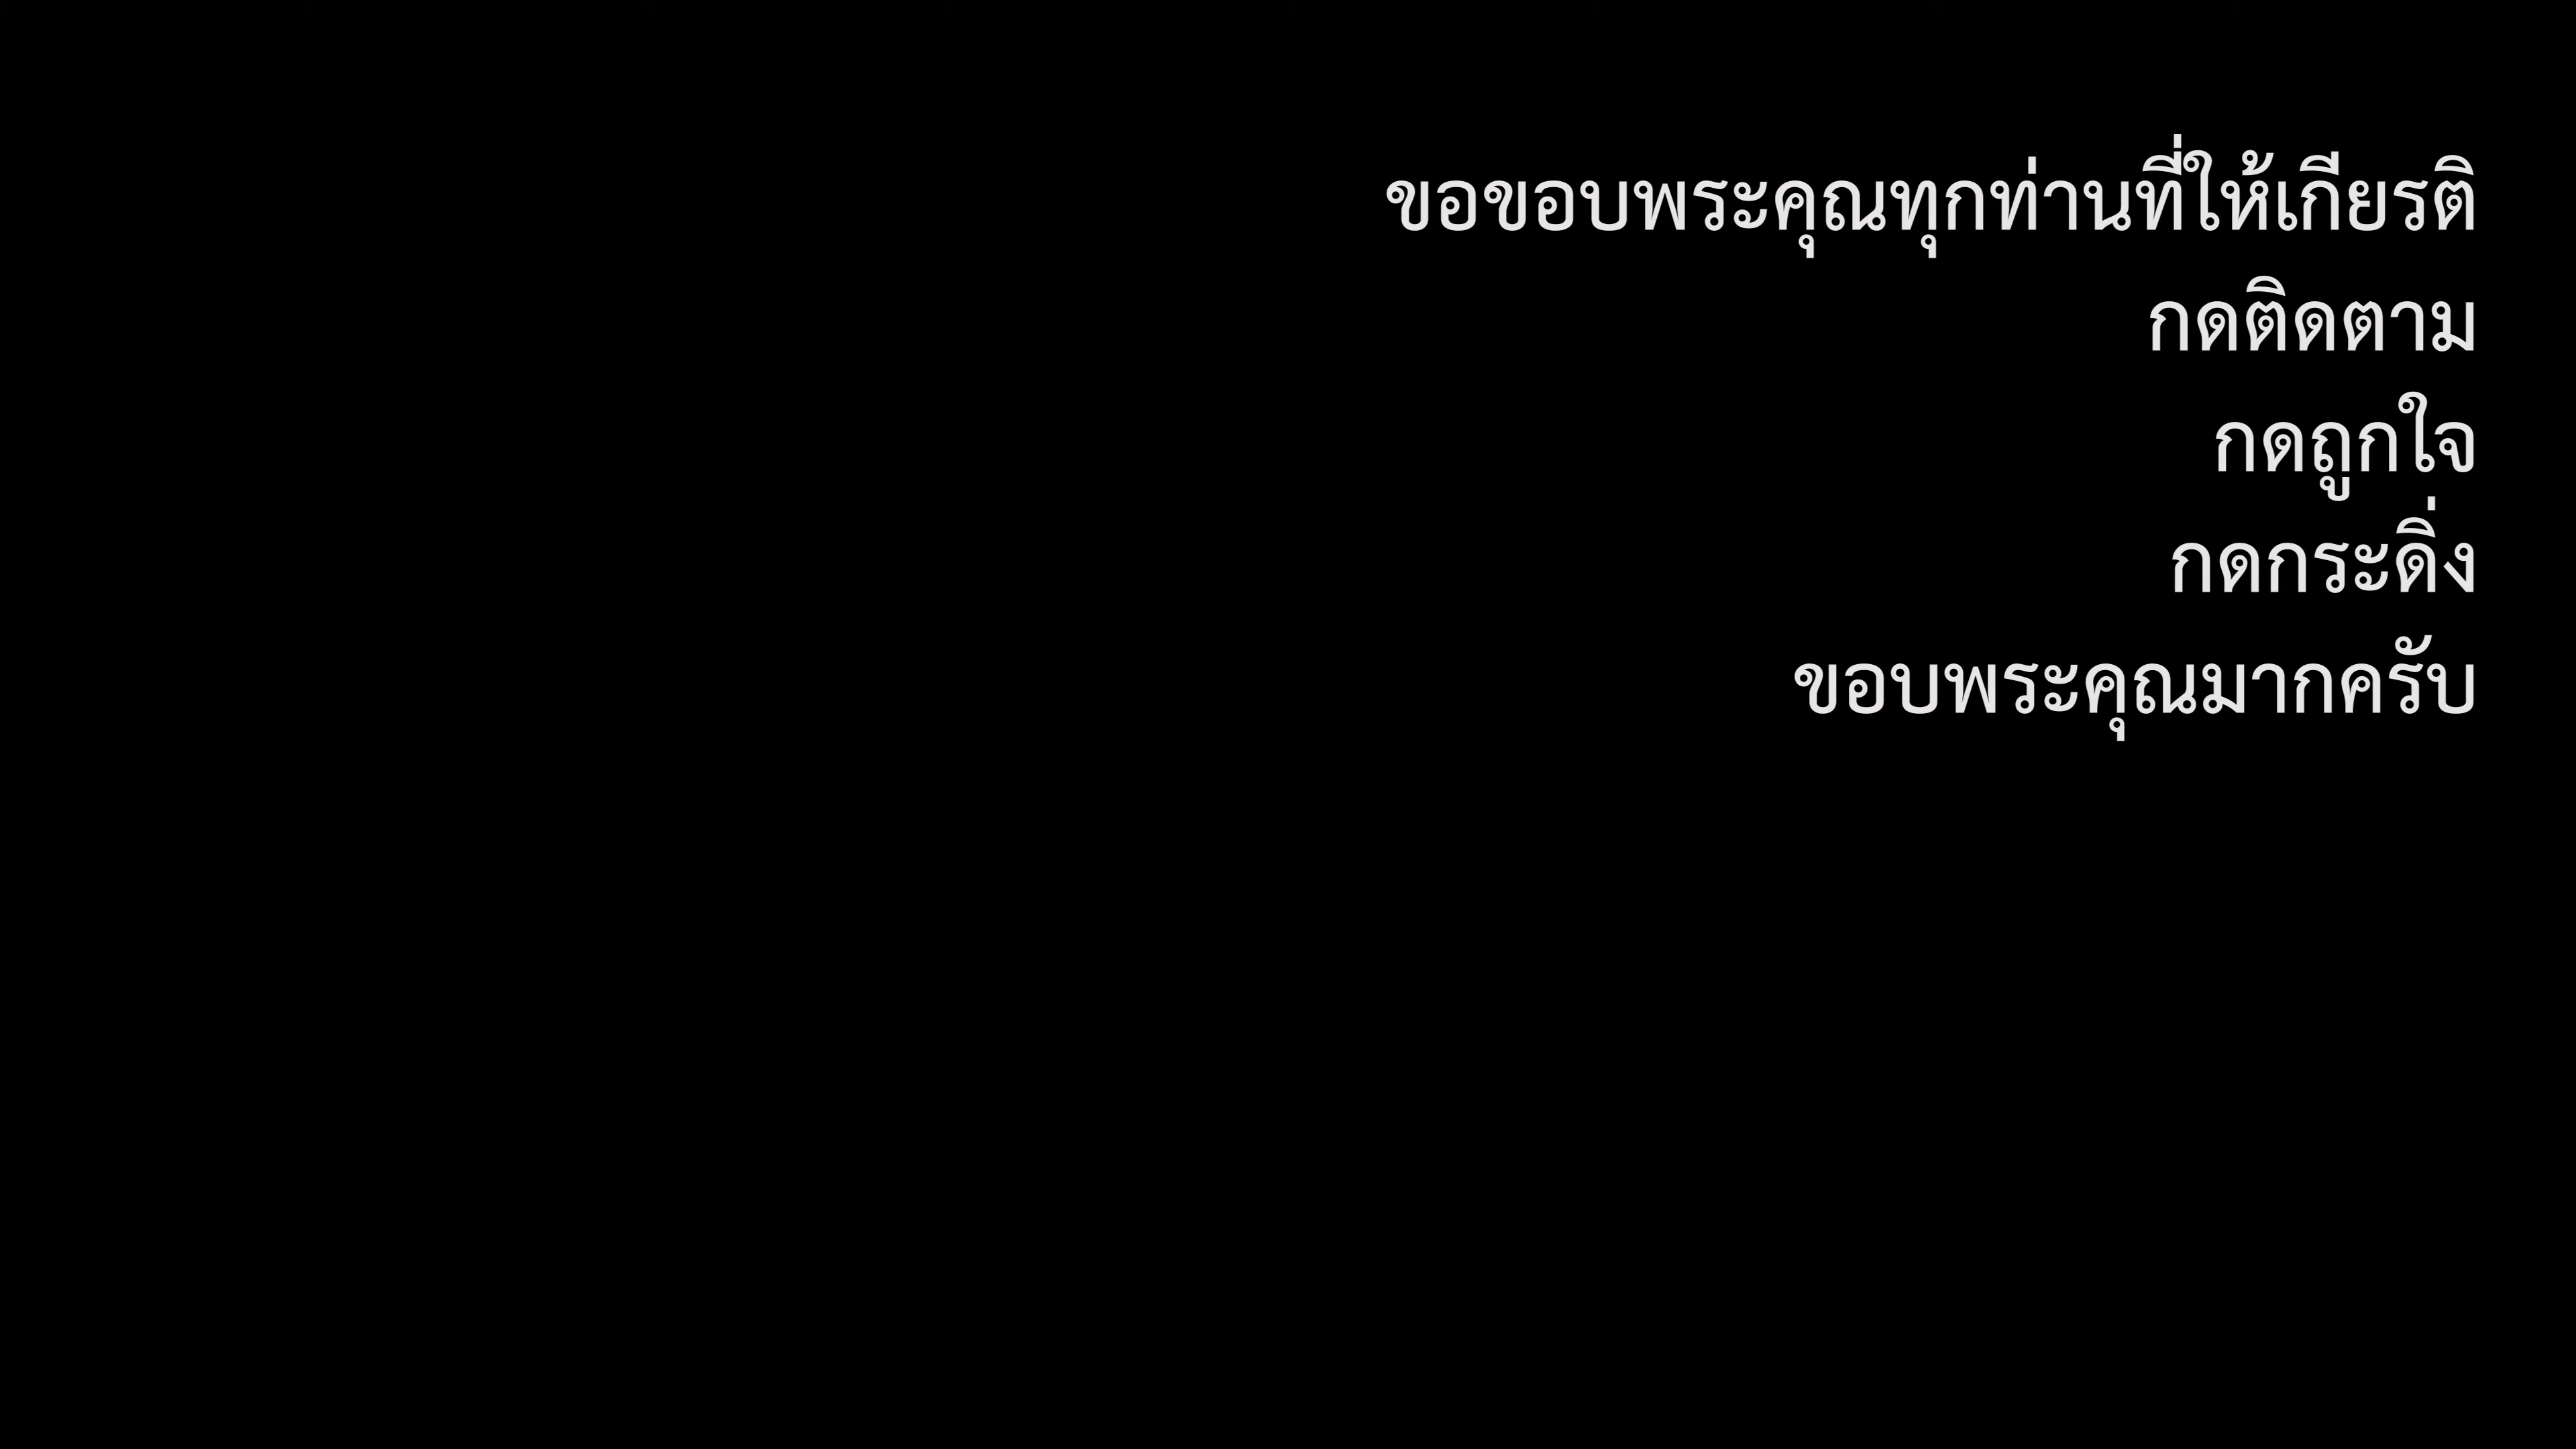 ขอขอบพระคุณทุกท่านที่ให้เกียรติ
กดติดตาม
กดถูกใจ
กดกระดิ่ง
ขอบพระคุณมากครับ